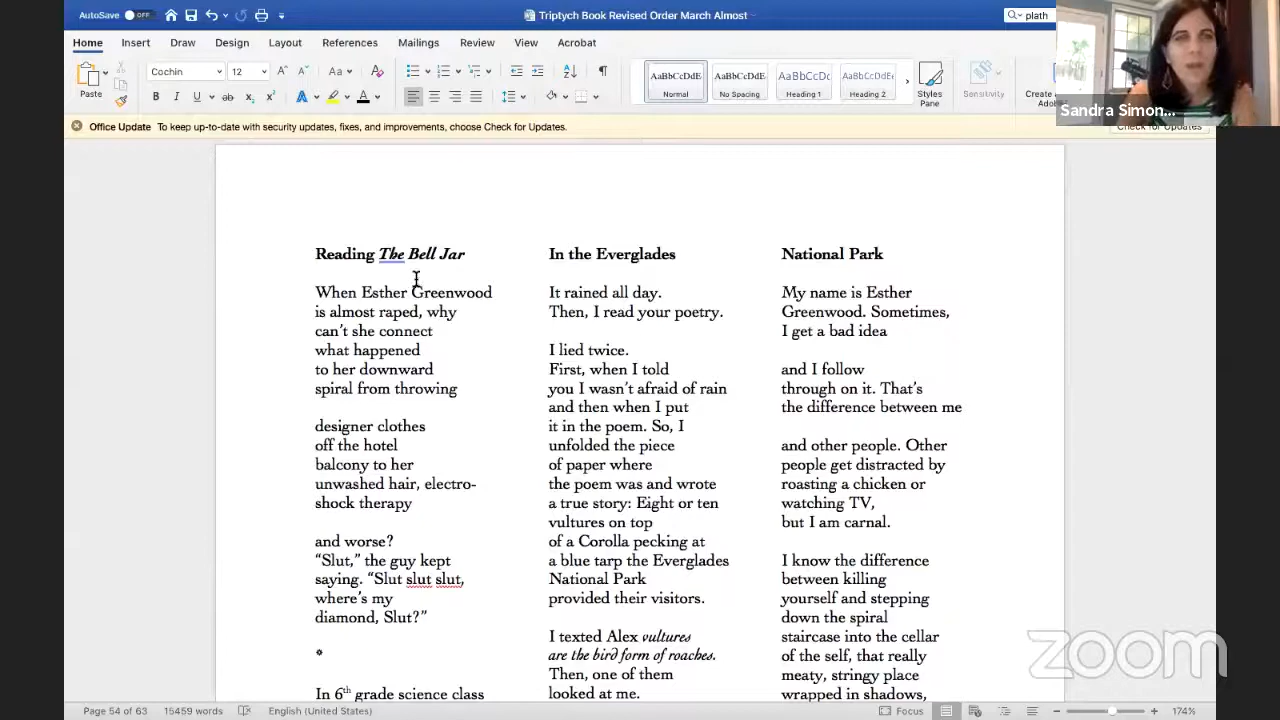 AutoSave OFF
Triptych Book Revised Order March Almost
plath
Home Insert Draw Design Layout References Mailings Review View Acrobat
Paste
Cochin 12
AaBbCcDdE Normal
AaBbCcDdE No Spacing
AaBbCcDc Heading 1
AaBbCcDdE Heading 2
Styles Pane
Sensitivity
Sandra Simon...
Office Update To keep up-to-date with security updates, fixes, and improvements, choose Check for Updates.
Check for Updates
Reading The Bell Jar
When Esther Greenwood
is almost raped, why
can't she connect
what happened
to her downward
spiral from throwing
designer clothes
off the hotel
balcony to her
unwashed hair, electro-
shock therapy
and worse?
“Slut,” the guy kept
saying. “Slut slut slut,
where's my
diamond, Slut?”
*
In 6th grade science class
In the Everglades
It rained all day.
Then, I read your poetry.
I lied twice.
First, when I told
you I wasn't afraid of rain
and then when I put
it in the poem. So, I
unfolded the piece
of paper where
the poem was and wrote
a true story: Eight or ten
vultures on top
of a Corolla pecking at
a blue tarp the Everglades
National Park
provided their visitors.
I texted Alex vultures
are the bird form of roaches.
Then, one of them
looked at me.
National Park
My name is Esther
Greenwood. Sometimes,
I get a bad idea
and I follow
through on it. That's
the difference between me
and other people. Other
people get distracted by
roasting a chicken or
watching TV,
but I am carnal.
I know the difference
between killing
yourself and stepping
down the spiral
staircase into the cellar
of the self, that really
meaty, stringy place
wrapped in shadows,
zoom
Page 54 of 63 15459 words English (United States) Focus 174%